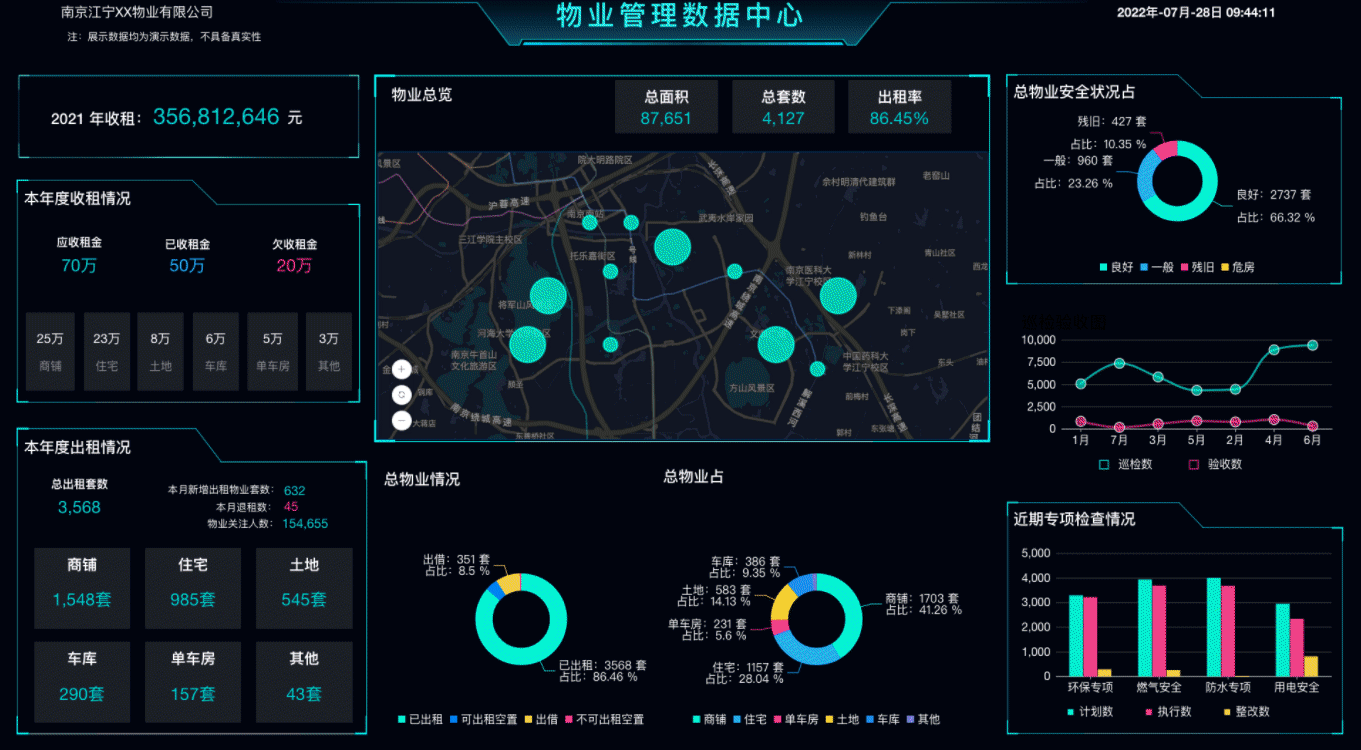 南京江宁XX物业有限公司
注：展示数据均为演示数据，不具备真实性
物业管理数据中心
2022年-07月-28日 09:44:11
2021 年收租： 356,812,646 元
本年度收租情况
应收租金 已收租金 欠收租金
70万 50万 20万
25万 23万 8万 6万 5万 3万
商铺 住宅 土地 车库 单车房 其他
本年度出租情况
总出租套数
3,568
本月新增出租物业套数： 632
本月退租数： 45
物业关注人数： 154,655
商铺 住宅 土地
1,548套 985套 545套
车库 单车房 其他
290套 157套 43套
物业总览
总面积 总套数 出租率
87,651 4,127 86.45%
风景区
院大明路院区
沪蓉高速
南京南站
三江学院主校区
托乐嘉街区
1号线
武夷水岸家园
佘村明清代建筑群
老窑山
钓鱼台
新林村
青山社区
南京医科大
学江宁校区
下漆阁
吴墅社区
岗下
将军山风
河海大学
南京牛首山
文化旅游区
中国药科大
学江宁校区
东头
方山风景区
前梅村
东张
郭村
大蒋店
南京绕城高速
团结河
总物业情况
出借： 351 套
占比： 8.5 %
已出租： 3568 套
占比： 86.46 %
已出租 可出租空置 出借 不可出租空置
总物业占
车库： 386 套
占比： 9.35 %
土地： 583 套
占比： 14.13 %
单车房： 231 套
占比： 5.6 %
住宅： 1157 套
占比： 28.04 %
商铺： 1703 套
占比： 41.26 %
商铺 住宅 单车房 土地 车库 其他
总物业安全状况占
残旧： 427 套
占比： 10.35 %
一般： 960 套
占比： 23.26 %
良好： 2737 套
占比： 66.32 %
良好 一般 残旧 危房
10,000
7,500
5,000
2,500
0
1月 7月 3月 5月 2月 4月 6月
巡检数 验收数
近期专项检查情况
5,000
4,000
3,000
2,000
1,000
0
环保专项 燃气安全 防水专项 用电安全
计划数 执行数 整改数